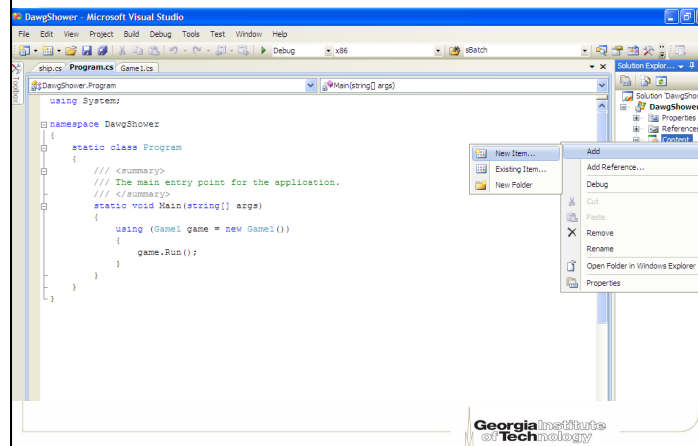 DawgShower - Microsoft Visual Studio
File Edit View Project Build Debug Tools Test Window Help
Debug x86 sBatch
ship.cs Program.cs Game1.cs
Solution Explor...
Toolbox
DawgShower.Program Main(string[] args)
using System;
namespace DawgShower
{
static class Program
{
/// <summary>
/// The main entry point for the application.
/// </summary>
static void Main(string[] args)
{
using (Game1 game = new Game1())
{
game.Run();
}
}
}
}
Solution 'DawgShow
DawgShower
Properties
References
Content
New Item...
Existing Item...
New Folder
Add
Add Reference...
Debug
Cut
Paste
Remove
Rename
Open Folder in Windows Explorer
Properties
Georgia Institute
of Technology